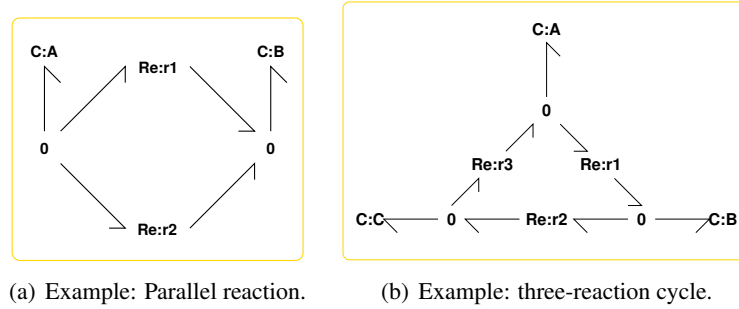 C:A
C:B
Re:r1
0
0
Re:r2
(a) Example: Parallel reaction.
C:A
0
Re:r3
Re:r1
C:C
0
Re:r2
0
C:B
(b) Example: three-reaction cycle.